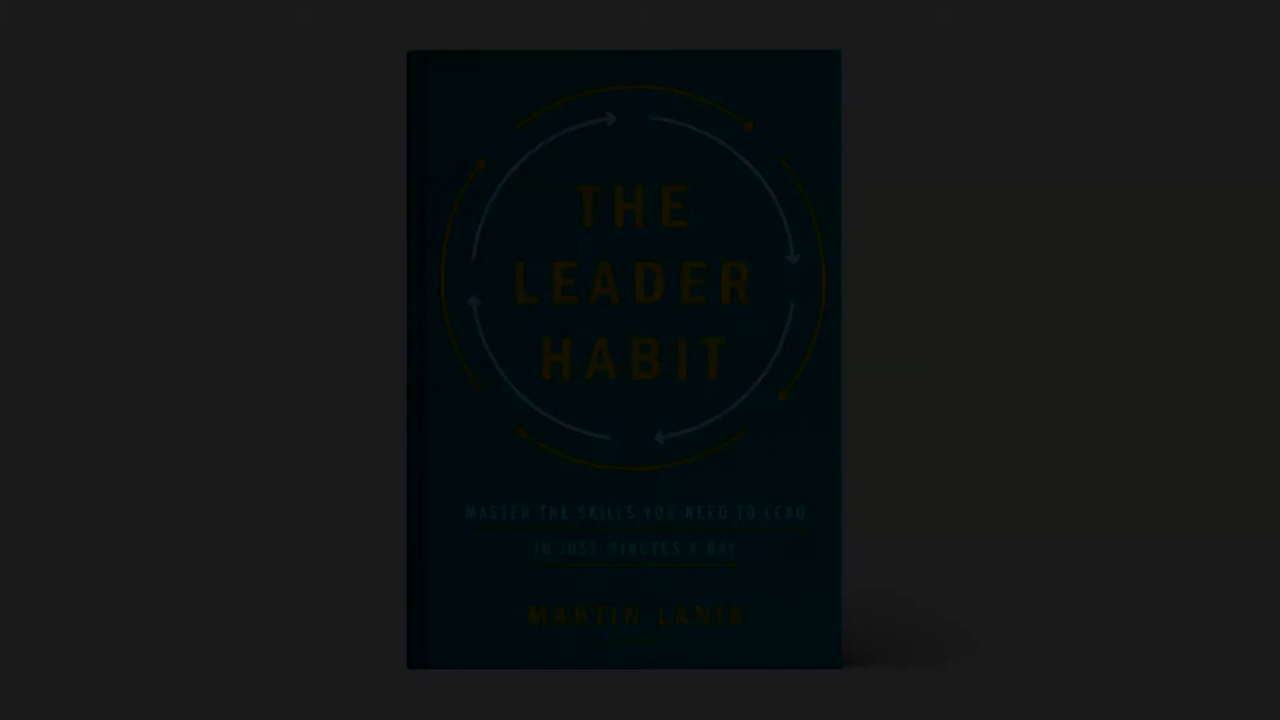 THE
LEADER
HABIT
MASTER THE SKILLS YOU NEED TO LEAD
IN JUST MINUTES A DAY
MARTIN LANIK